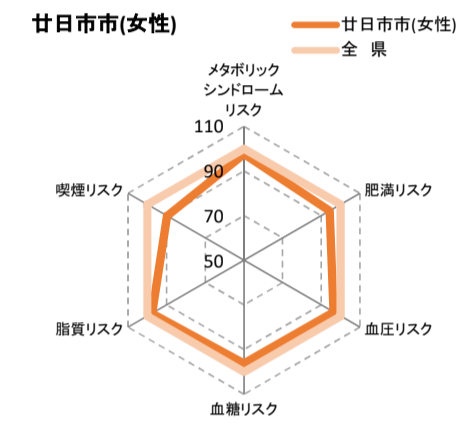 廿日市市(女性)
廿日市市(女性)
全 県
メタボリック
シンドローム
リスク
110
90
70
50
喫煙リスク
肥満リスク
脂質リスク
血圧リスク
血糖リスク